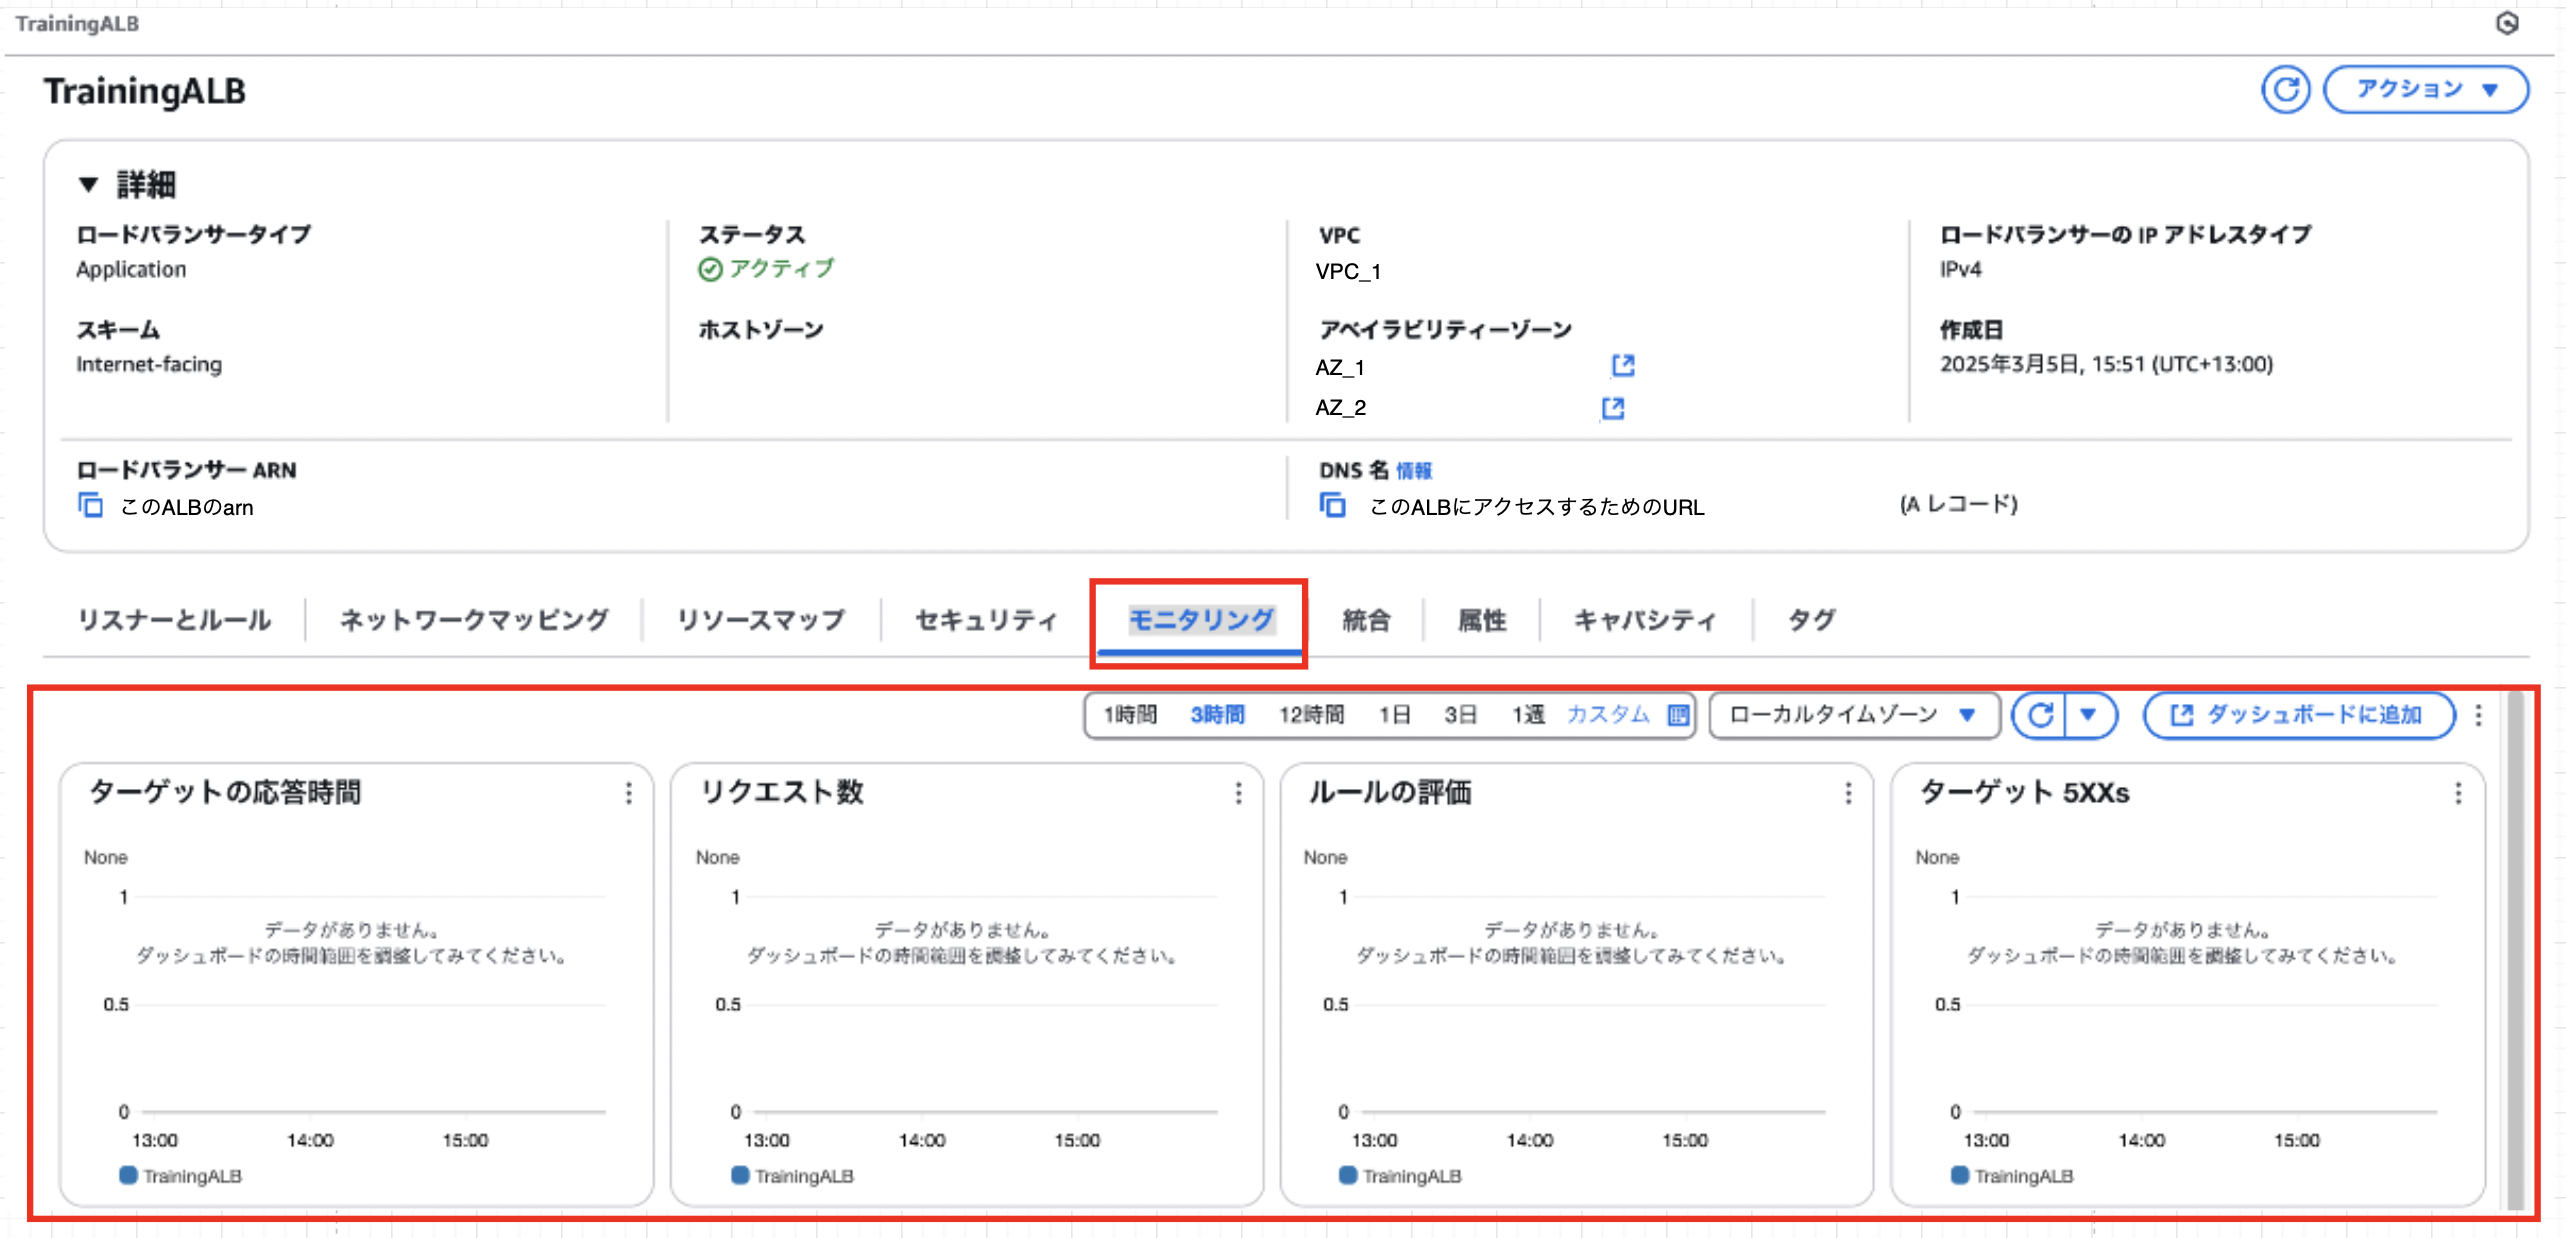 TrainingALB
TrainingALB
アクション ▼
▼ 詳細
ロードバランサータイプ
Application
ステータス
アクティブ
VPC
VPC_1
ロードバランサーの IP アドレスタイプ
IPv4
スキーム
Internet-facing
ホストゾーン
アベイラビリティーゾーン
AZ_1
AZ_2
作成日
2025年3月5日, 15:51 (UTC+13:00)
ロードバランサー ARN
このALBのarn
DNS 名 情報
このALBにアクセスするためのURL (A レコード)
リスナーとルール ネットワークマッピング リソースマップ セキュリティ モニタリング 統合 属性 キャパシティ タグ
1時間 3時間 12時間 1日 3日 1週 カスタム ローカルタイムゾーン ▼ ダッシュボードに追加
ターゲットの応答時間
None
1
データがありません。
ダッシュボードの時間範囲を調整してみてください。
0.5
0
13:00 14:00 15:00
TrainingALB
リクエスト数
None
1
データがありません。
ダッシュボードの時間範囲を調整してみてください。
0.5
0
13:00 14:00 15:00
TrainingALB
ルールの評価
None
1
データがありません。
ダッシュボードの時間範囲を調整してみてください。
0.5
0
13:00 14:00 15:00
TrainingALB
ターゲット 5XXs
None
1
データがありません。
ダッシュボードの時間範囲を調整してみてください。
0.5
0
13:00 14:00 15:00
TrainingALB